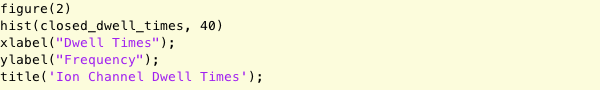 figure(2)
hist(closed_dwell_times, 40)
xlabel("Dwell Times");
ylabel("Frequency");
title('Ion Channel Dwell Times');